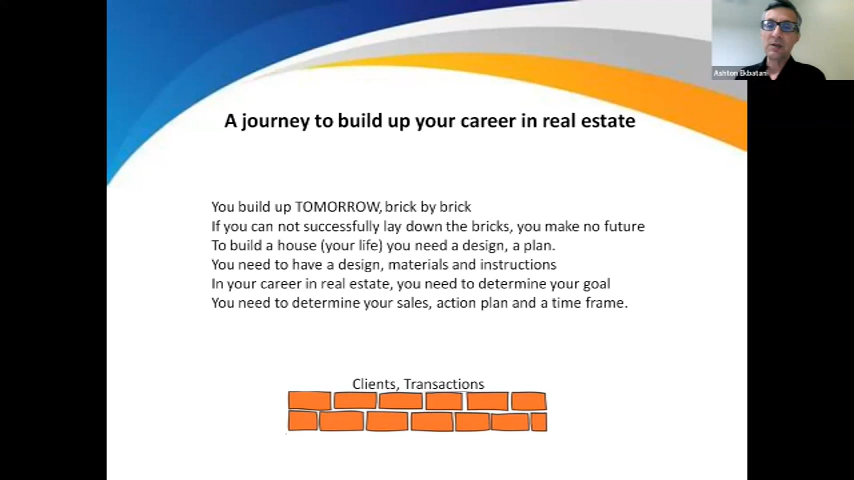 Ashton Ekbatani
A journey to build up your career in real estate
You build up TOMORROW, brick by brick
If you can not successfully lay down the bricks, you make no future
To build a house (your life) you need a design, a plan.
You need to have a design, materials and instructions
In your career in real estate, you need to determine your goal
You need to determine your sales, action plan and a time frame.
Clients, Transactions